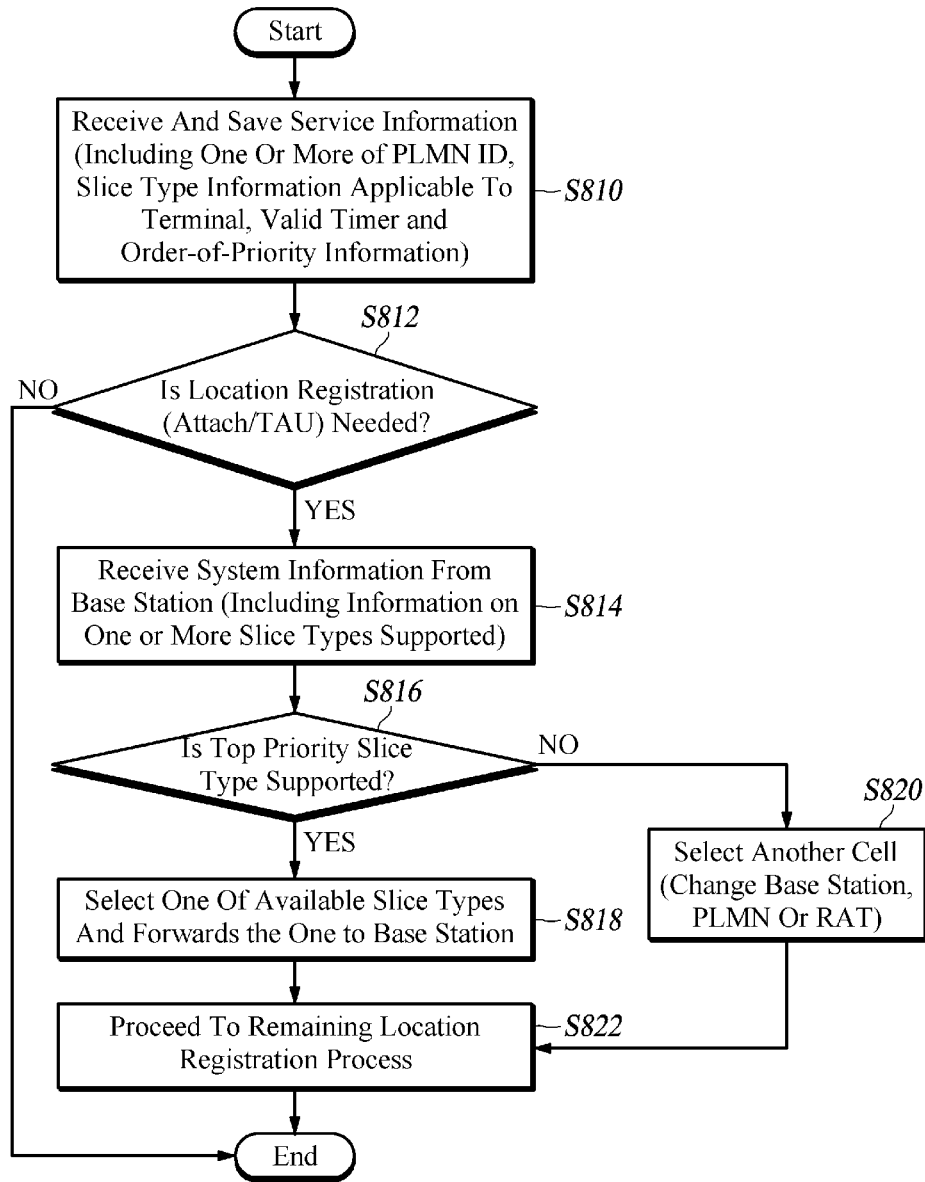 Start
Receive And Save Service Information
(Including One Or More of PLMN ID,
Slice Type Information Applicable To
Terminal, Valid Timer and
Order-of-Priority Information)
S810
S812
NO
Is Location Registration
(Attach/TAU) Needed?
YES
Receive System Information From
Base Station (Including Information on
One or More Slice Types Supported)
S814
S816
Is Top Priority Slice
Type Supported?
NO
YES
S820
Select Another Cell
(Change Base Station,
PLMN Or RAT)
Select One Of Available Slice Types
And Forwards the One to Base Station
S818
Proceed To Remaining Location
Registration Process
S822
End